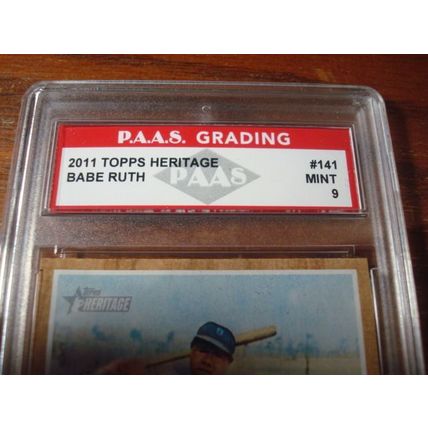 P.A.A.S. GRADING
2011 TOPPS HERITAGE #141
BABE RUTH MINT
9
PAAS
Topps
HERITAGE